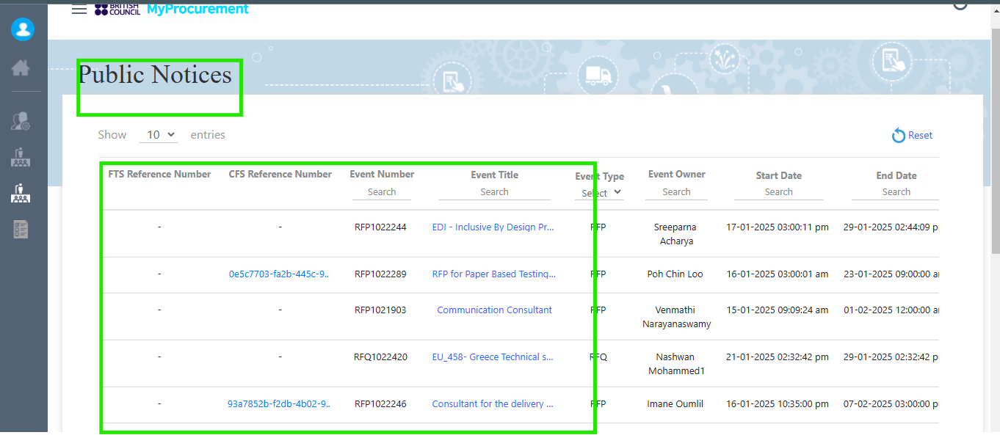 BRITISH COUNCIL MyProcurement
Public Notices
Show 10 entries
Reset
FTS Reference Number CFS Reference Number Event Number Event Title Event Type Event Owner Start Date End Date
Search Search Select Search Search Search
- - RFP1022244 EDI - Inclusive By Design Pr... RFP Sreeparna Acharya 17-01-2025 03:00:11 pm 29-01-2025 02:44:09 p
- 0e5c7703-fa2b-445c-9.. RFP1022289 RFP for Paper Based Testing... RFP Poh Chin Loo 16-01-2025 03:00:01 am 23-01-2025 09:00:00 a
- - RFP1021903 Communication Consultant RFP Venmathi Narayanaswamy 15-01-2025 09:09:24 am 01-02-2025 12:00:00 a
- - RFQ1022420 EU_458- Greece Technical s... RFQ Nashwan Mohammed1 21-01-2025 02:32:42 pm 29-01-2025 02:32:42 p
- 93a7852b-f2db-4b02-9.. RFP1022246 Consultant for the delivery ... RFP Imane Oumlil 16-01-2025 10:35:00 pm 07-02-2025 03:00:00 p